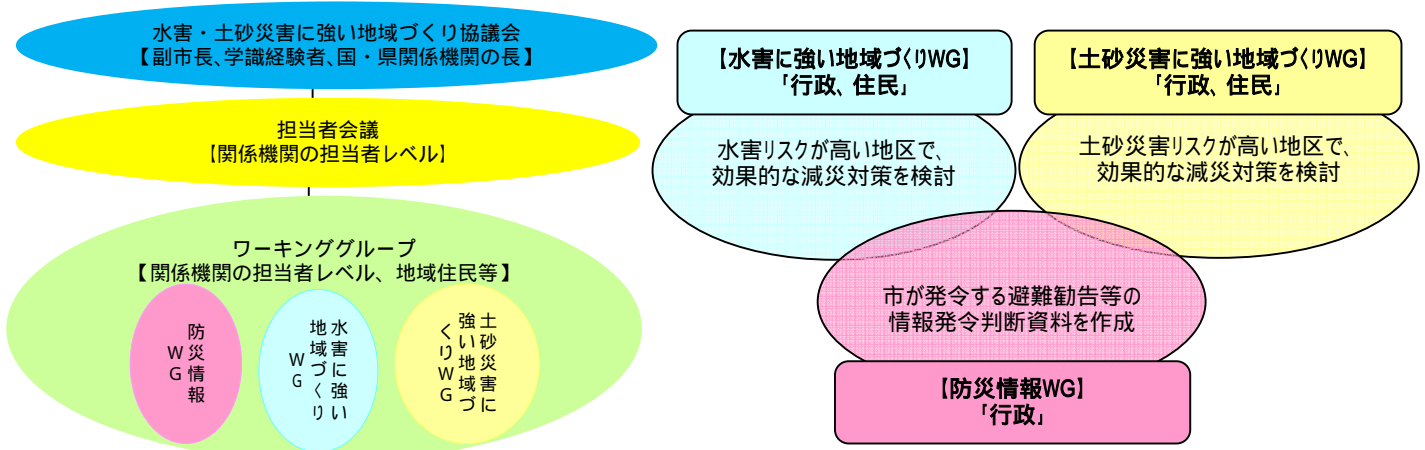 水害・土砂災害に強い地域づくり協議会
【副市長、学識経験者、国・県関係機関の長】
担当者会議
【関係機関の担当者レベル】
ワーキンググループ
【関係機関の担当者レベル、地域住民等】
防災情報
WG
水害に強い
地域づくり
WG
土砂災害に
強い地域づ
くりWG
【水害に強い地域づくりWG】
「行政、住民」
水害リスクが高い地区で、
効果的な減災対策を検討
【土砂災害に強い地域づくりWG】
「行政、住民」
土砂災害リスクが高い地区で、
効果的な減災対策を検討
市が発令する避難勧告等の
情報発令判断資料を作成
【防災情報WG】
「行政」